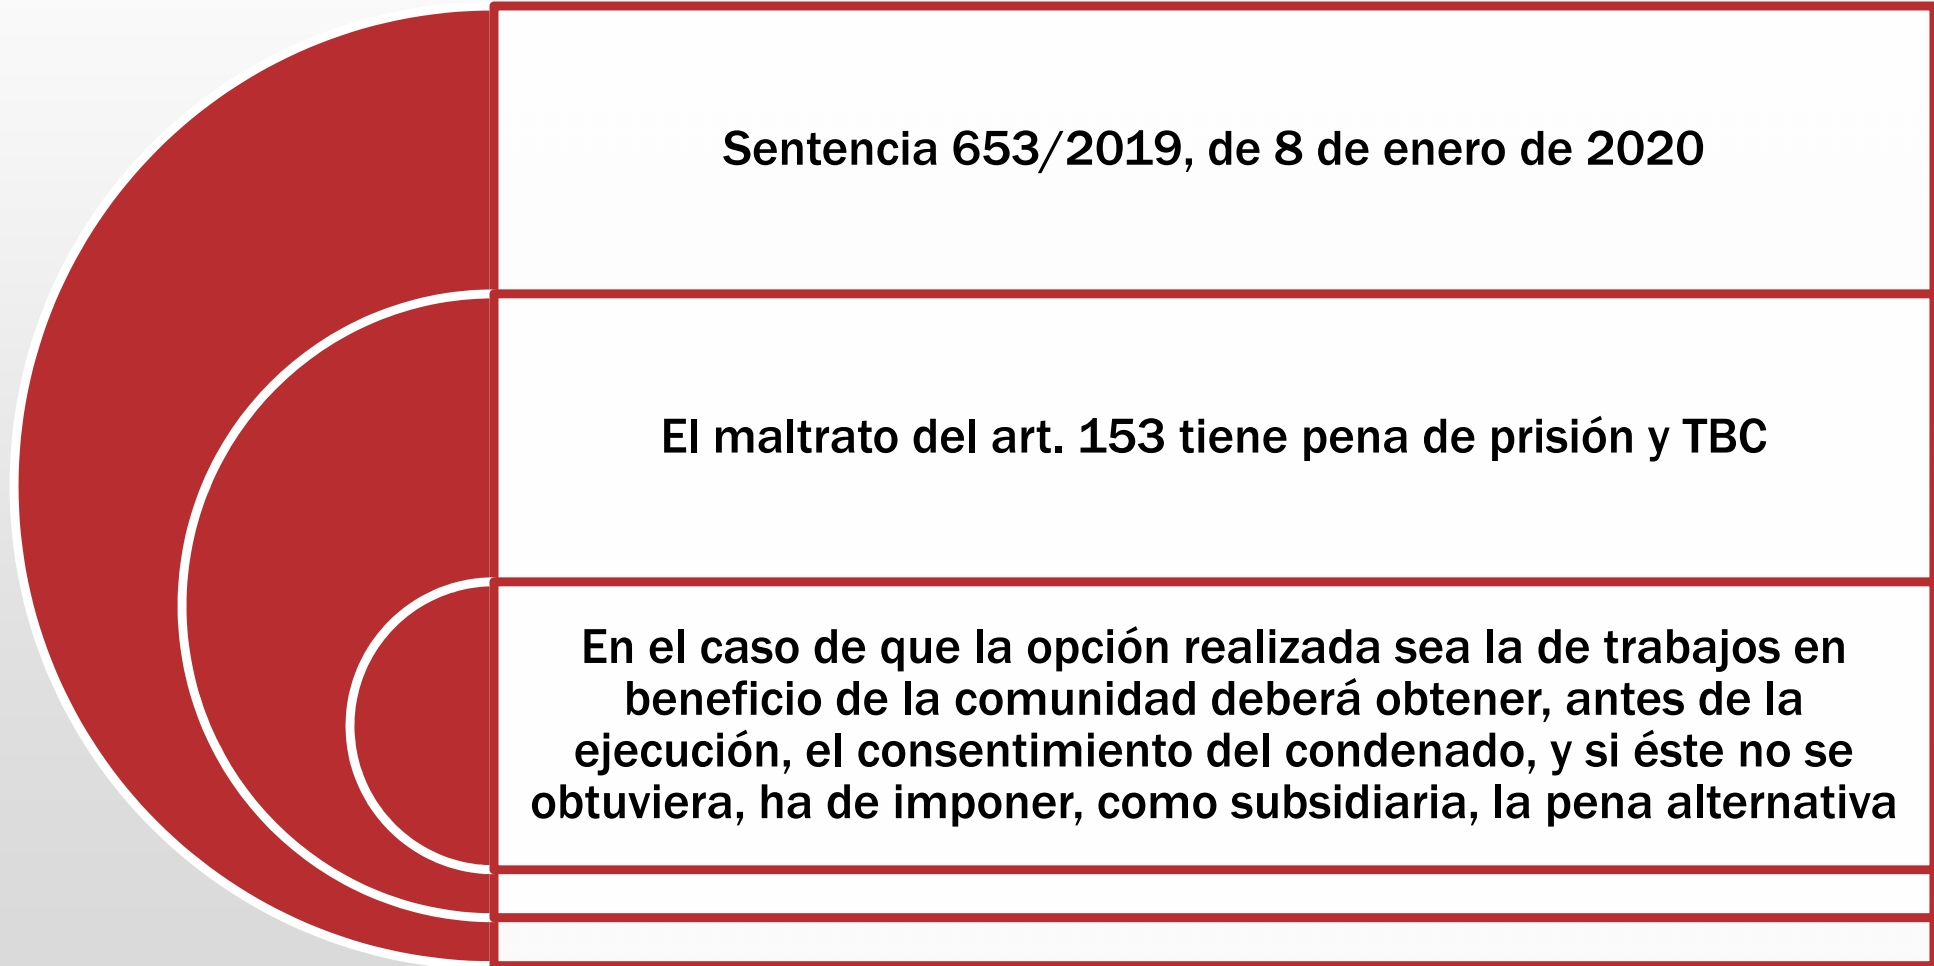 Sentencia 653/2019, de 8 de enero de 2020
El maltrato del art. 153 tiene pena de prisión y TBC
En el caso de que la opción realizada sea la de trabajos en
beneficio de la comunidad deberá obtener, antes de la
ejecución, el consentimiento del condenado, y si éste no se
obtuviera, ha de imponer, como subsidiaria, la pena alternativa